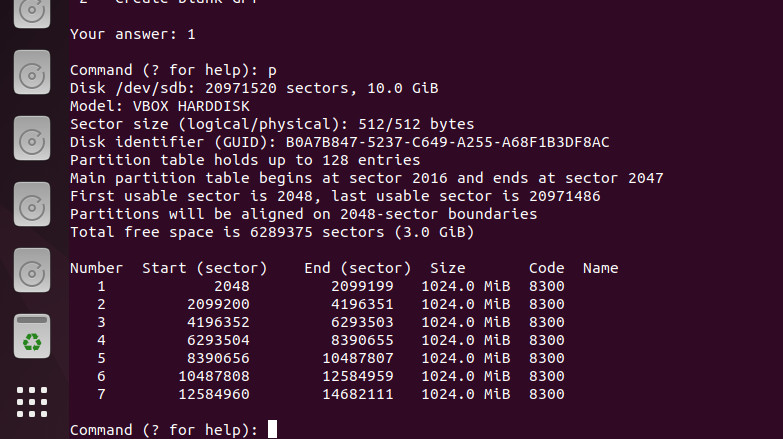 2 - Create blank GPT
Your answer: 1
Command (? for help): p
Disk /dev/sdb: 20971520 sectors, 10.0 GiB
Model: VBOX HARDDISK
Sector size (logical/physical): 512/512 bytes
Disk identifier (GUID): B0A7B847-5237-C649-A255-A68F1B3DF8AC
Partition table holds up to 128 entries
Main partition table begins at sector 2016 and ends at sector 2047
First usable sector is 2048, last usable sector is 20971486
Partitions will be aligned on 2048-sector boundaries
Total free space is 6289375 sectors (3.0 GiB)
Number  Start (sector)    End (sector)  Size       Code  Name
   1            2048         2099199   1024.0 MiB  8300
   2         2099200         4196351   1024.0 MiB  8300
   3         4196352         6293503   1024.0 MiB  8300
   4         6293504         8390655   1024.0 MiB  8300
   5         8390656        10487807   1024.0 MiB  8300
   6        10487808        12584959   1024.0 MiB  8300
   7        12584960        14682111   1024.0 MiB  8300
Command (? for help):